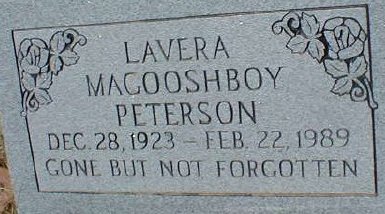 LAVERA
MAGOOSHBOY
PETERSON
DEC. 28, 1923 – FEB. 22, 1989
GONE BUT NOT FORGOTTEN